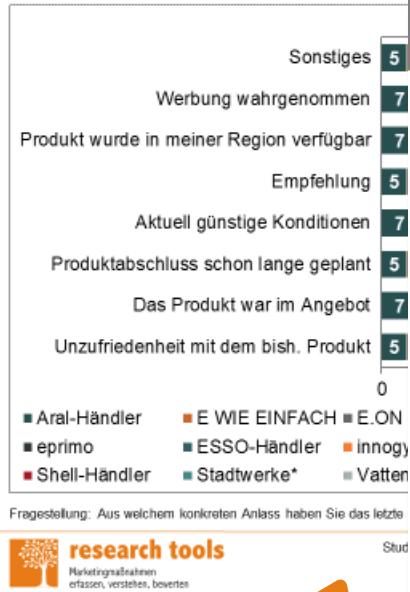 Sonstiges 5
Werbung wahrgenommen 7
Produkt wurde in meiner Region verfügbar 7
Empfehlung 5
Aktuell günstige Konditionen 7
Produktabschluss schon lange geplant 5
Das Produkt war im Angebot 7
Unzufriedenheit mit dem bish. Produkt 5
0
Aral-Händler E WIE EINFACH E.ON
eprimo ESSO-Händler innogy
Shell-Händler Stadtwerke* Vatten
Fragestellung: Aus welchem konkreten Anlass haben Sie das letzte
research tools Stud
Marketingmaßnahmen
erfassen, verstehen, bewerten